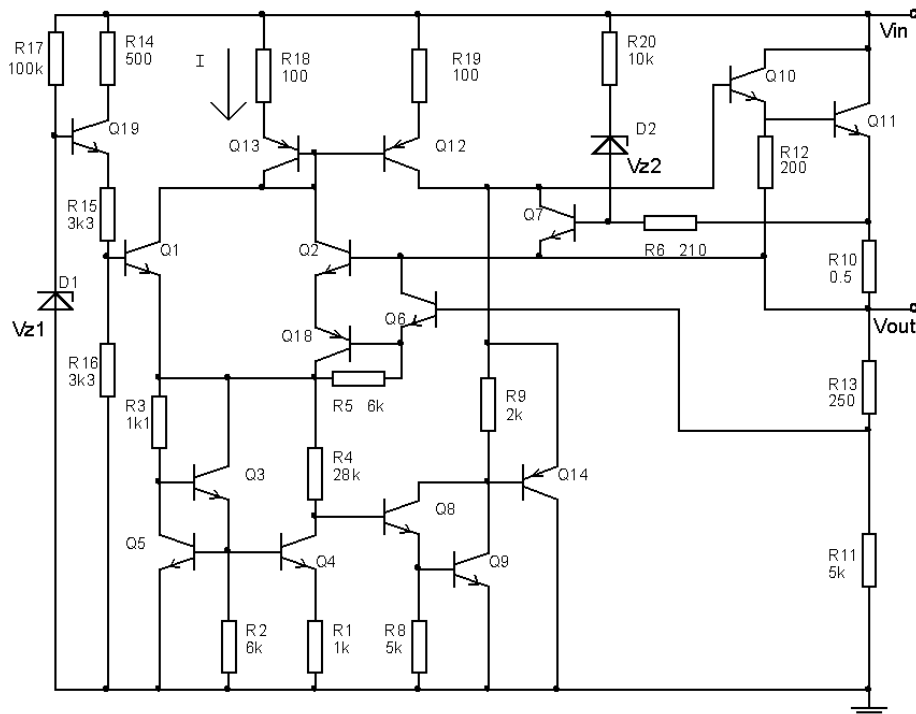 Vin
R17
100k
R14
500
I
R18
100
R19
100
R20
10k
Q10
Q19
Q13
Q12
D2
Vz2
Q11
R12
200
R15
3k3
Q7
Q1
Q2
R6 210
R10
0.5
D1
Vz1
Q6
Q18
Vout
R16
3k3
R5 6k
R13
250
R3
1k1
R9
2k
R4
28k
Q3
Q14
Q8
Q5
Q4
Q9
R11
5k
R2
6k
R1
1k
R8
5k